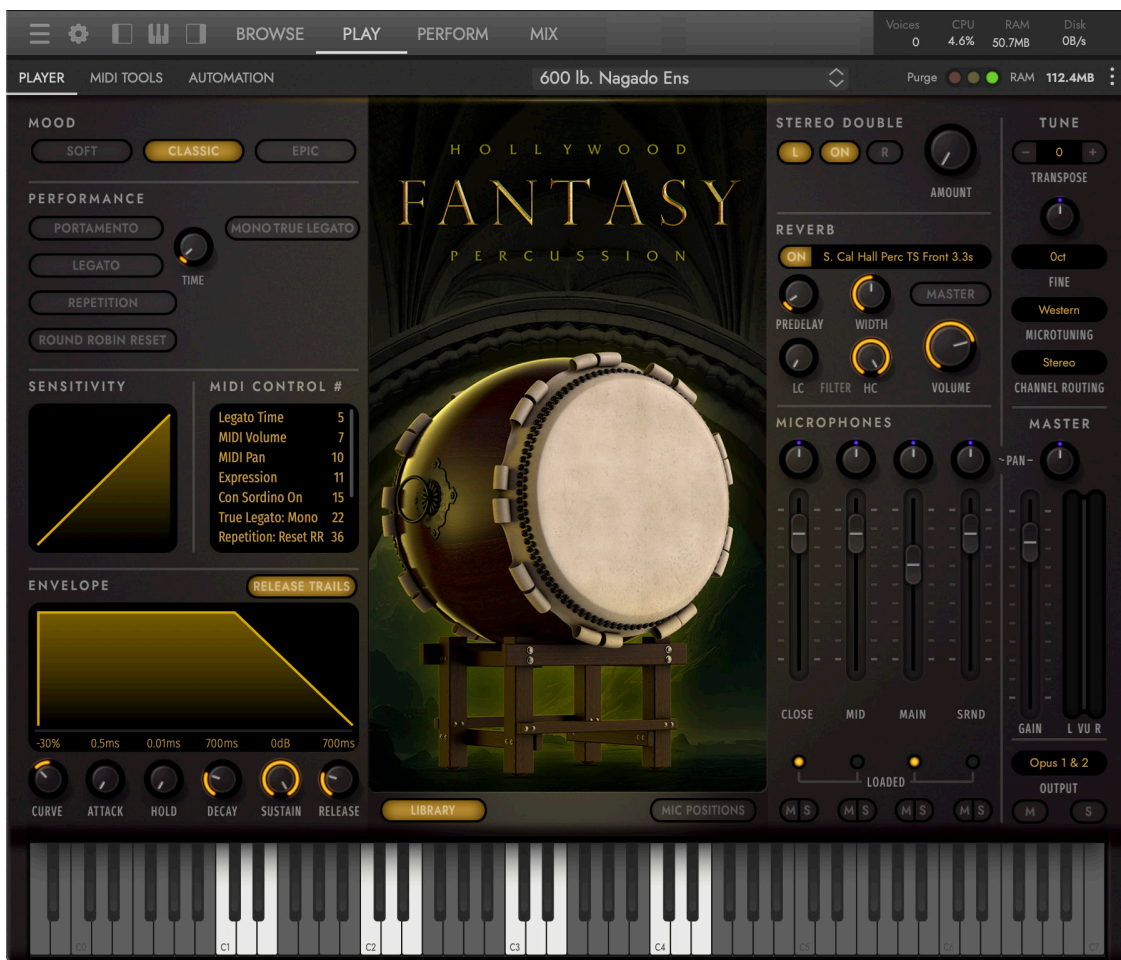 BROWSE PLAY PERFORM MIX
Voices CPU RAM Disk
0 4.6% 50.7MB 0B/s
PLAYER MIDI TOOLS AUTOMATION
600 lb. Nagado Ens
Purge RAM 112.4MB
MOOD
SOFT CLASSIC EPIC
PERFORMANCE
PORTAMENTO
LEGATO
REPETITION
ROUND ROBIN RESET
TIME
MONO TRUE LEGATO
SENSITIVITY
MIDI CONTROL #
Legato Time 5
MIDI Volume 7
MIDI Pan 10
Expression 11
Con Sordino On 15
True Legato: Mono 22
Repetition: Reset RR 36
ENVELOPE
RELEASE TRAILS
-30% 0.5ms 0.01ms 700ms 0dB 700ms
CURVE ATTACK HOLD DECAY SUSTAIN RELEASE
HOLLYWOOD
FANTASY
PERCUSSION
LIBRARY
MIC POSITIONS
STEREO DOUBLE
L ON R
AMOUNT
REVERB
ON S. Cal Hall Perc TS Front 3.3s
PREDELAY WIDTH
MASTER
LC FILTER HC
VOLUME
MICROPHONES
~PAN~
CLOSE MID MAIN SRND
LOADED
M S M S M S M S
TUNE
- 0 +
TRANSPOSE
0ct
FINE
Western
MICROTUNING
Stereo
CHANNEL ROUTING
MASTER
GAIN L VU R
Opus 1 & 2
OUTPUT
M S
C0 C1 C2 C3 C4 C5 C6 C7